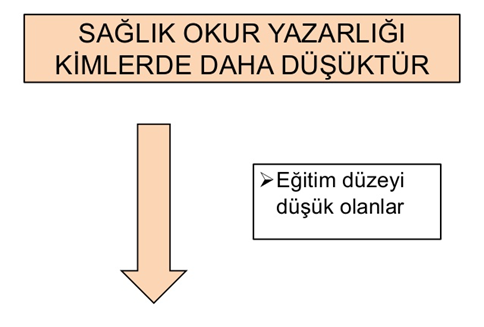 SAĞLIK OKUR YAZARLIĞI
KİMLERDE DAHA DÜŞÜKTÜR
➢Eğitim düzeyi
düşük olanlar